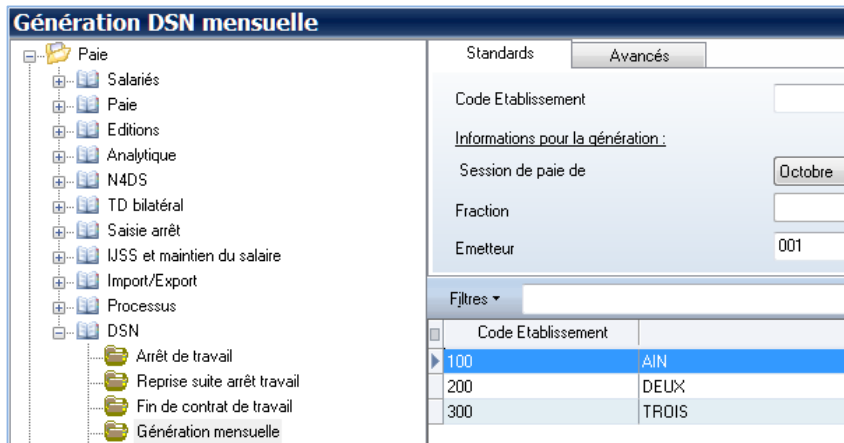 Génération DSN mensuelle
Paie
Salariés
Paie
Editions
Analytique
N4DS
TD bilatéral
Saisie arrêt
IJSS et maintien du salaire
Import/Export
Processus
DSN
Arrêt de travail
Reprise suite arrêt travail
Fin de contrat de travail
Génération mensuelle
Standards Avancés
Code Etablissement
Informations pour la génération :
Session de paie de Octobre
Fraction
Emetteur 001
Filtres
Code Etablissement
100 AIN
200 DEUX
300 TROIS